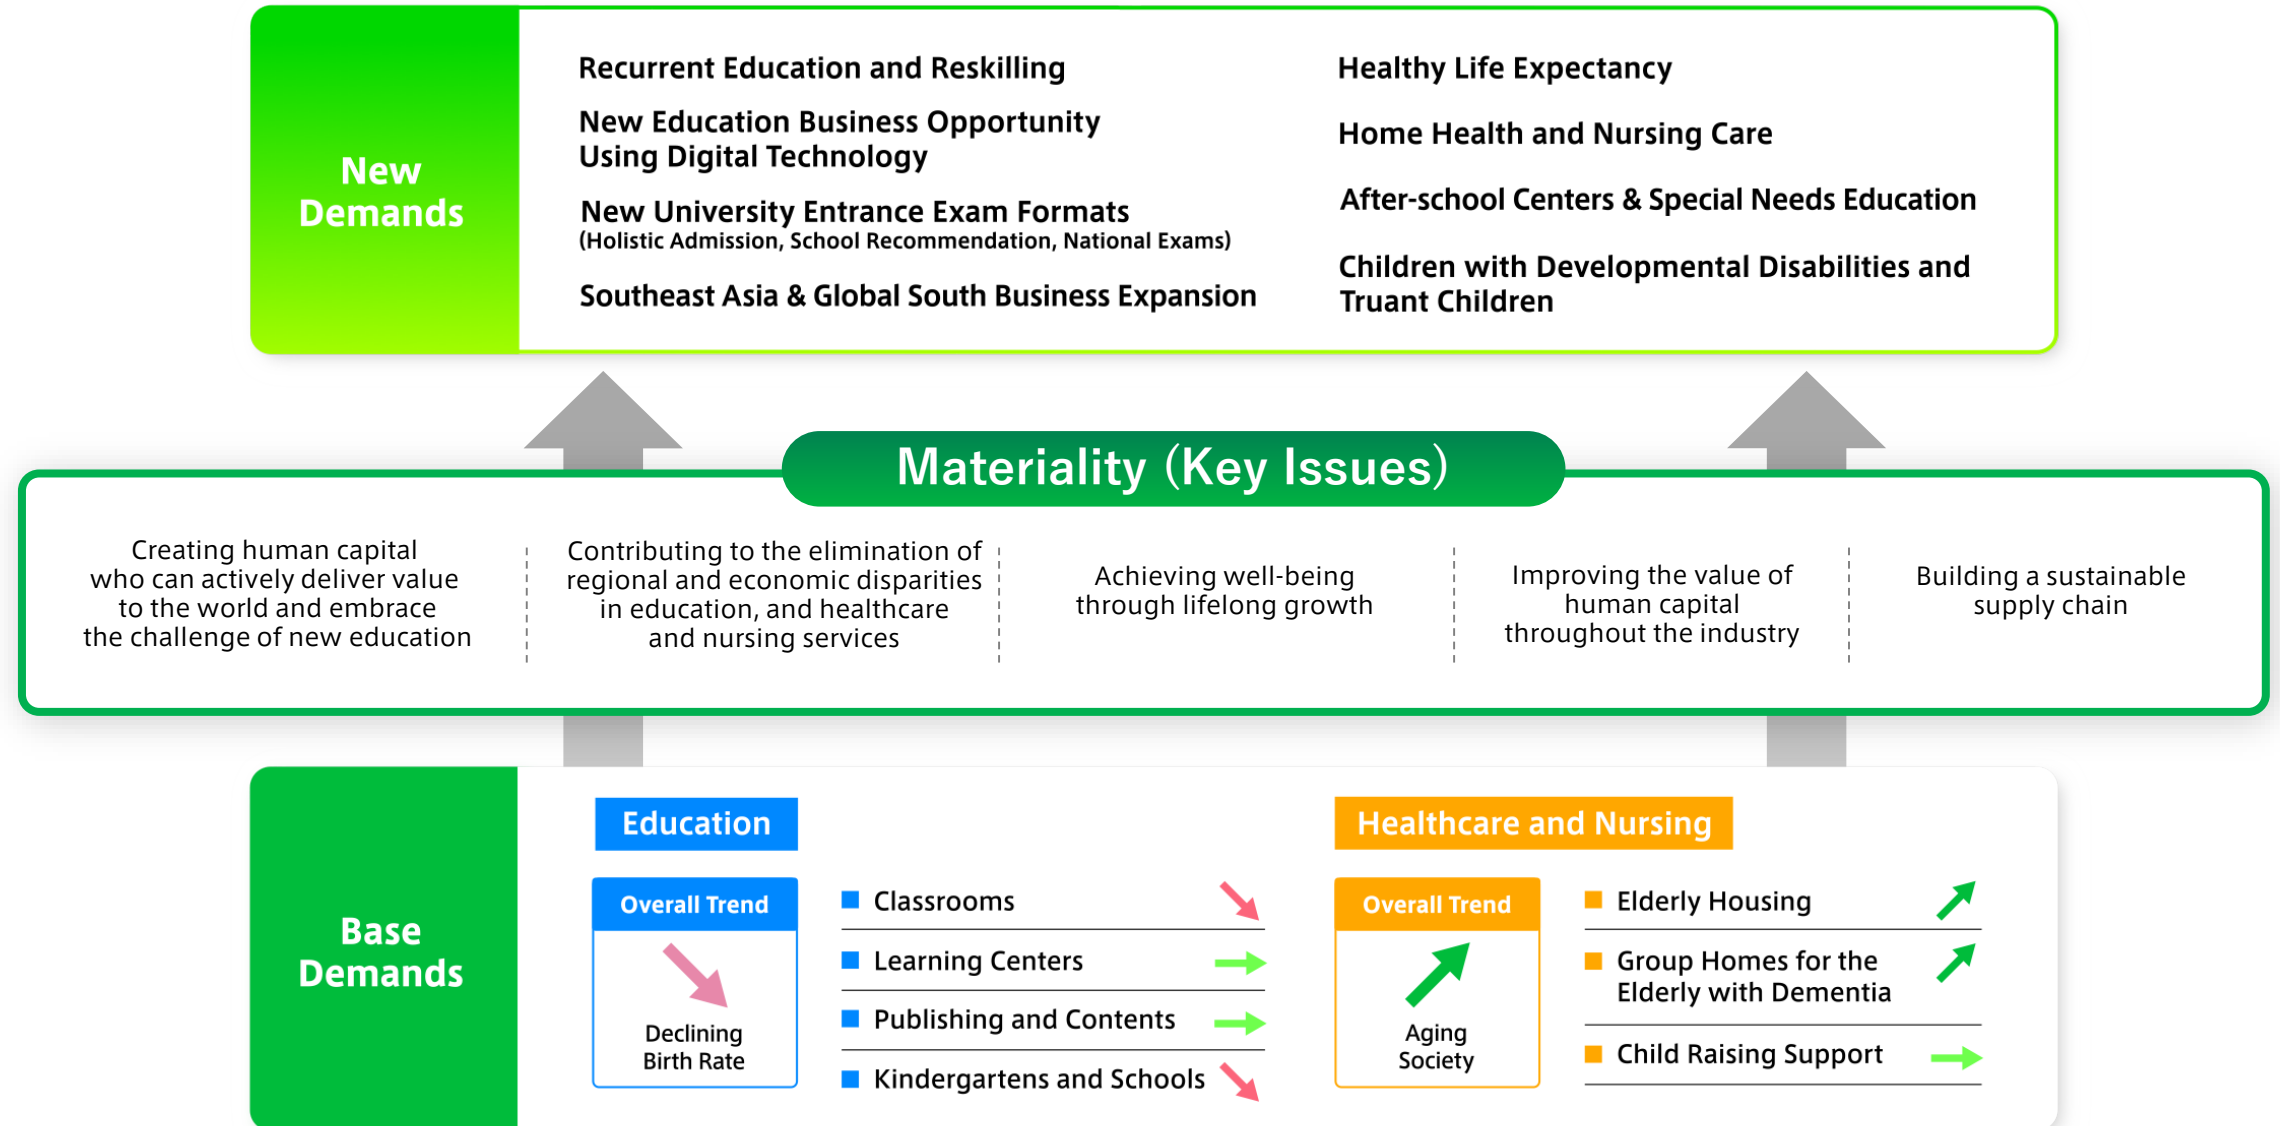 New
Demands
Recurrent Education and Reskilling
New Education Business Opportunity
Using Digital Technology
New University Entrance Exam Formats
(Holistic Admission, School Recommendation, National Exams)
Southeast Asia & Global South Business Expansion
Healthy Life Expectancy
Home Health and Nursing Care
After-school Centers & Special Needs Education
Children with Developmental Disabilities and
Truant Children
Materiality (Key Issues)
Creating human capital
who can actively deliver value
to the world and embrace
the challenge of new education
Contributing to the elimination of
regional and economic disparities
in education, and healthcare
and nursing services
Achieving well-being
through lifelong growth
Improving the value of
human capital
throughout the industry
Building a sustainable
supply chain
Base
Demands
Education
Overall Trend
Declining
Birth Rate
Classrooms
Learning Centers
Publishing and Contents
Kindergartens and Schools
Healthcare and Nursing
Overall Trend
Aging
Society
Elderly Housing
Group Homes for the
Elderly with Dementia
Child Raising Support